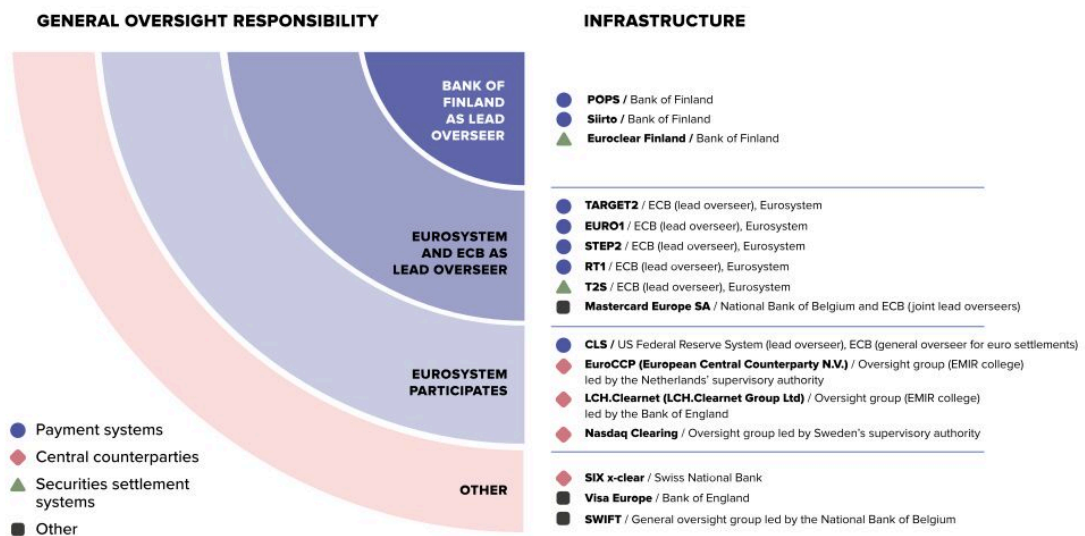 GENERAL OVERSIGHT RESPONSIBILITY
INFRASTRUCTURE
BANK OF
FINLAND
AS LEAD
OVERSEER
POPS / Bank of Finland
Siirto / Bank of Finland
Euroclear Finland / Bank of Finland
EUROSYSTEM
AND ECB AS
LEAD OVERSEER
TARGET2 / ECB (lead overseer), Eurosystem
EURO1 / ECB (lead overseer), Eurosystem
STEP2 / ECB (lead overseer), Eurosystem
RT1 / ECB (lead overseer), Eurosystem
T2S / ECB (lead overseer), Eurosystem
Mastercard Europe SA / National Bank of Belgium and ECB (joint lead overseers)
EUROSYSTEM
PARTICIPATES
CLS / US Federal Reserve System (lead overseer), ECB (general overseer for euro settlements)
EuroCCP (European Central Counterparty N.V.) / Oversight group (EMIR college)
led by the Netherlands' supervisory authority
LCH.Clearnet (LCH.Clearnet Group Ltd) / Oversight group (EMIR college)
led by the Bank of England
Nasdaq Clearing / Oversight group led by Sweden's supervisory authority
OTHER
SIX x-clear / Swiss National Bank
Visa Europe / Bank of England
SWIFT / General oversight group led by the National Bank of Belgium
Payment systems
Central counterparties
Securities settlement
systems
Other